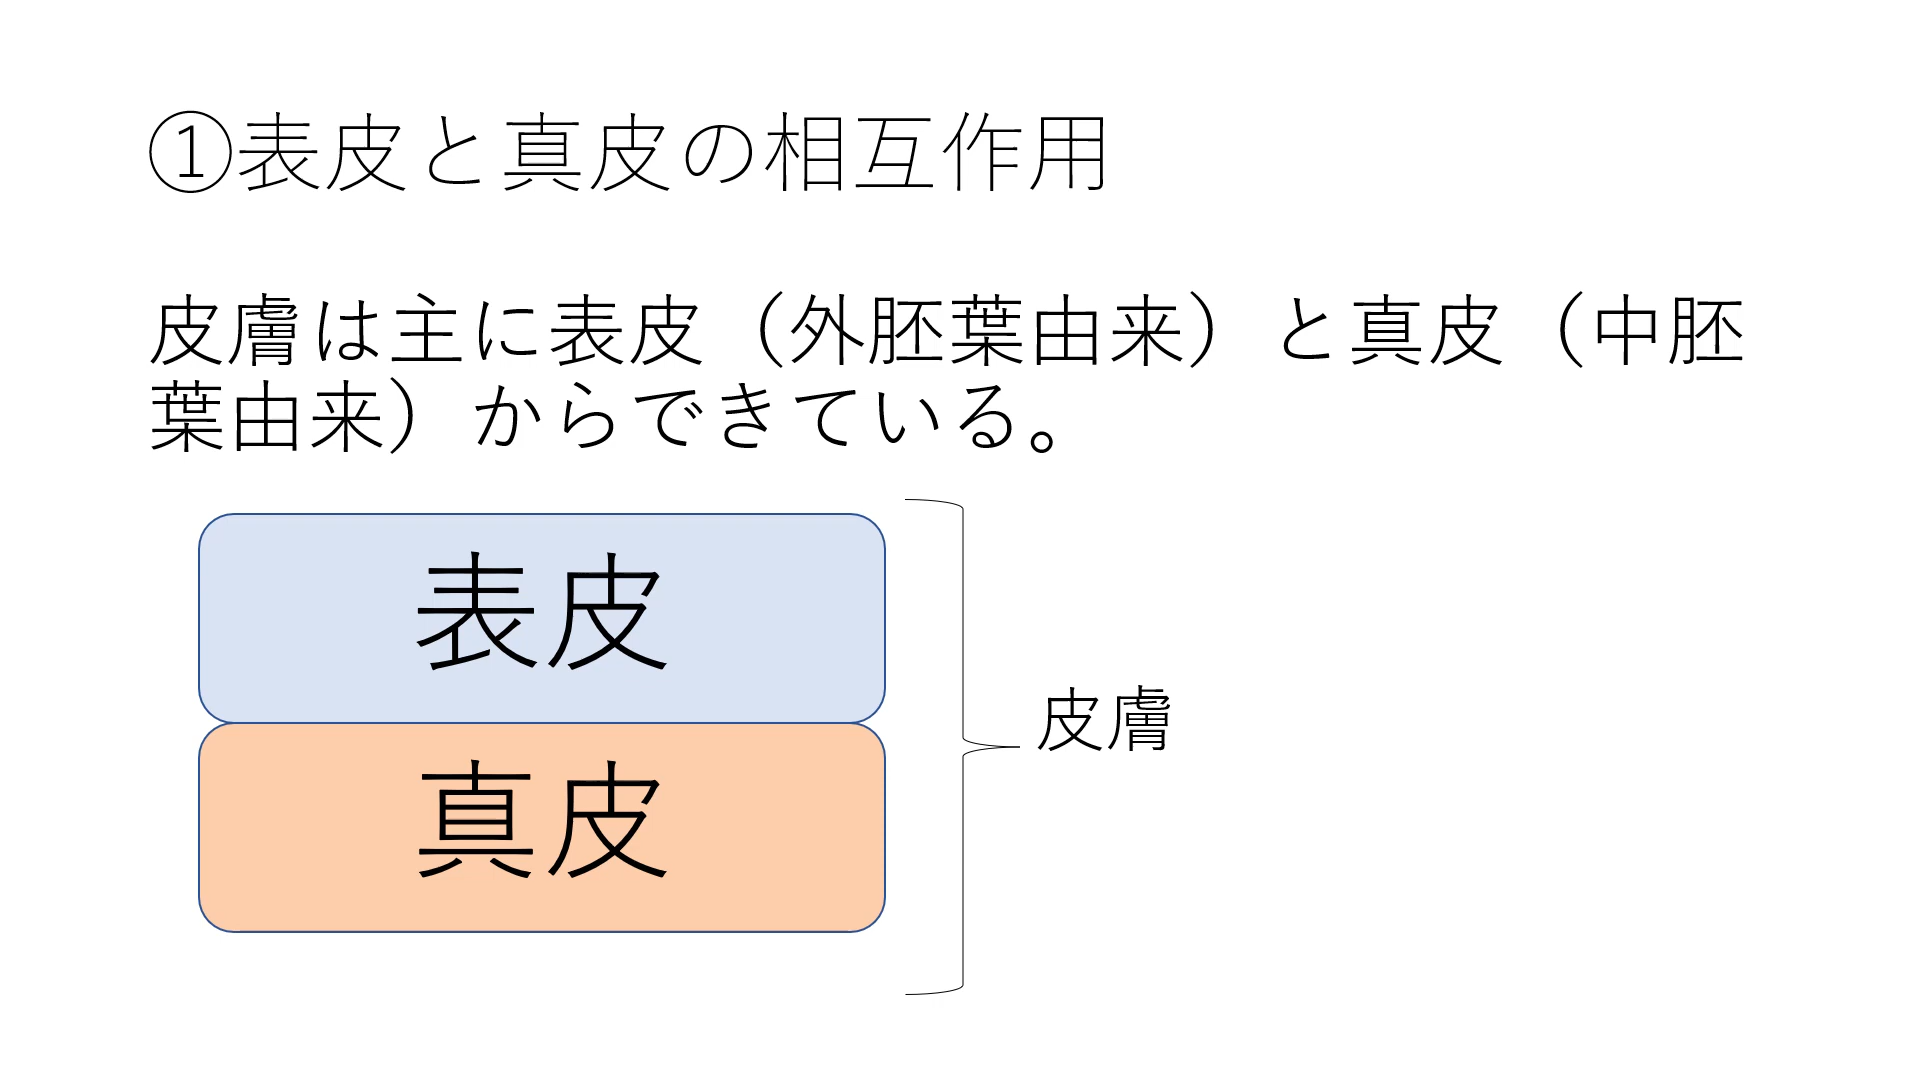 ①表皮と真皮の相互作用
皮膚は主に表皮（外胚葉由来）と真皮（中胚
葉由来）からできている。
表皮
真皮
皮膚